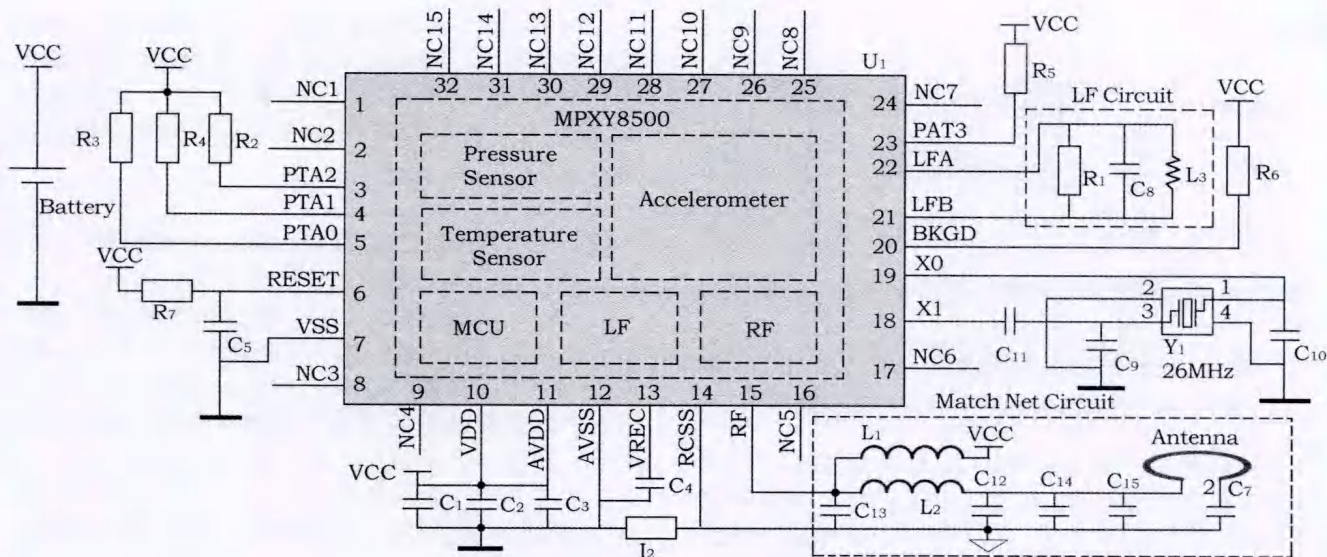 NC15
NC14
NC13
NC12
NC11
NC10
NC9
NC8
VCC
VCC
VCC
U1
R5
VCC
32 31 30 29 28 27 26 25
NC1 1
24 NC7
LF Circuit
MPXY8500
R3 R4 R2
NC2 2
23 PAT3
Pressure
Sensor
Accelerometer
PTA2 3
22 LFA
R1 C8 L3 R6
Battery
PTA1 4
21 LFB
Temperature
Sensor
PTA0 5
20 BKGD
VCC
19 X0
RESET 6
R7
2 1
3 4
MCU LF RF
18 X1
C5
VSS 7
C11 C9 Y1 C10
26MHz
17 NC6
NC3 8
9 10 11 12 13 14 15 16
Match Net Circuit
NC4
VDD
AVDD
AVSS
VREC
RCSS
RF
NC5
L1 VCC Antenna
VCC
C4
C12 C14 C15 2 C7
C1 C2 C3
C13 L2
J2